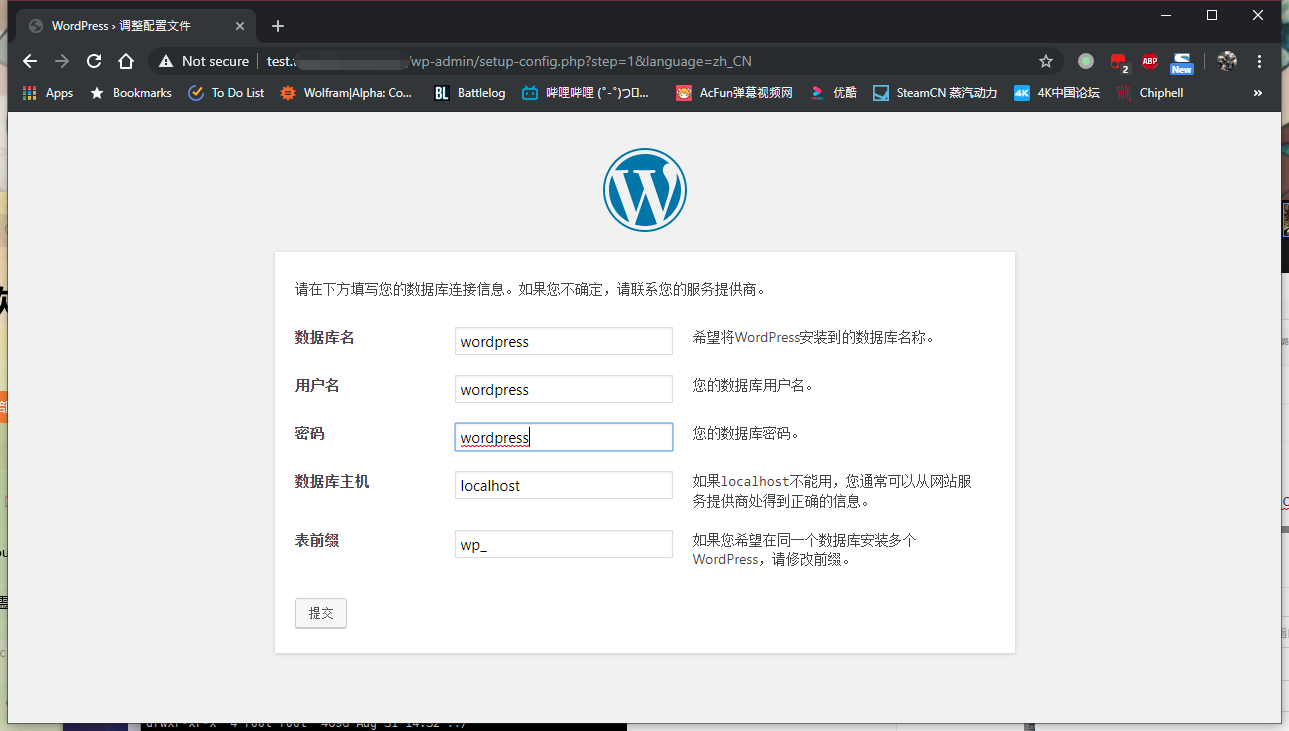 WordPress › 调整配置文件
Not secure
test.
/wp-admin/setup-config.php?step=1&language=zh_CN
2
ABP
New
Apps
Bookmarks
To Do List
Wolfram|Alpha: Co...
BL Battlelog
哔哩哔哩 (゜-゜)つロ...
AcFun弹幕视频网
优酷
SteamCN 蒸汽动力
4K 4K中国论坛
Chiphell
»
请在下方填写您的数据库连接信息。如果您不确定，请联系您的服务提供商。
数据库名
wordpress
希望将WordPress安装到的数据库名称。
用户名
wordpress
您的数据库用户名。
密码
wordpress
您的数据库密码。
数据库主机
localhost
如果localhost不能用，您通常可以从网站服
务提供商处得到正确的信息。
表前缀
wp_
如果您希望在同一个数据库安装多个
WordPress，请修改前缀。
提交
drwxr-xr-x 4 root root 4096 Aug 31 14:32 ../